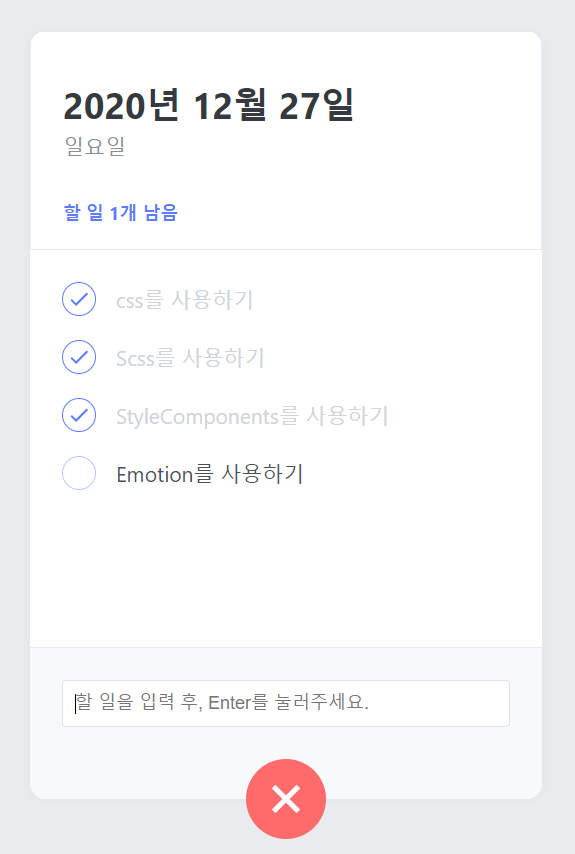 2020년 12월 27일
일요일
할 일 1개 남음
css를 사용하기
Scss를 사용하기
StyleComponents를 사용하기
Emotion를 사용하기
할 일을 입력 후, Enter를 눌러주세요.